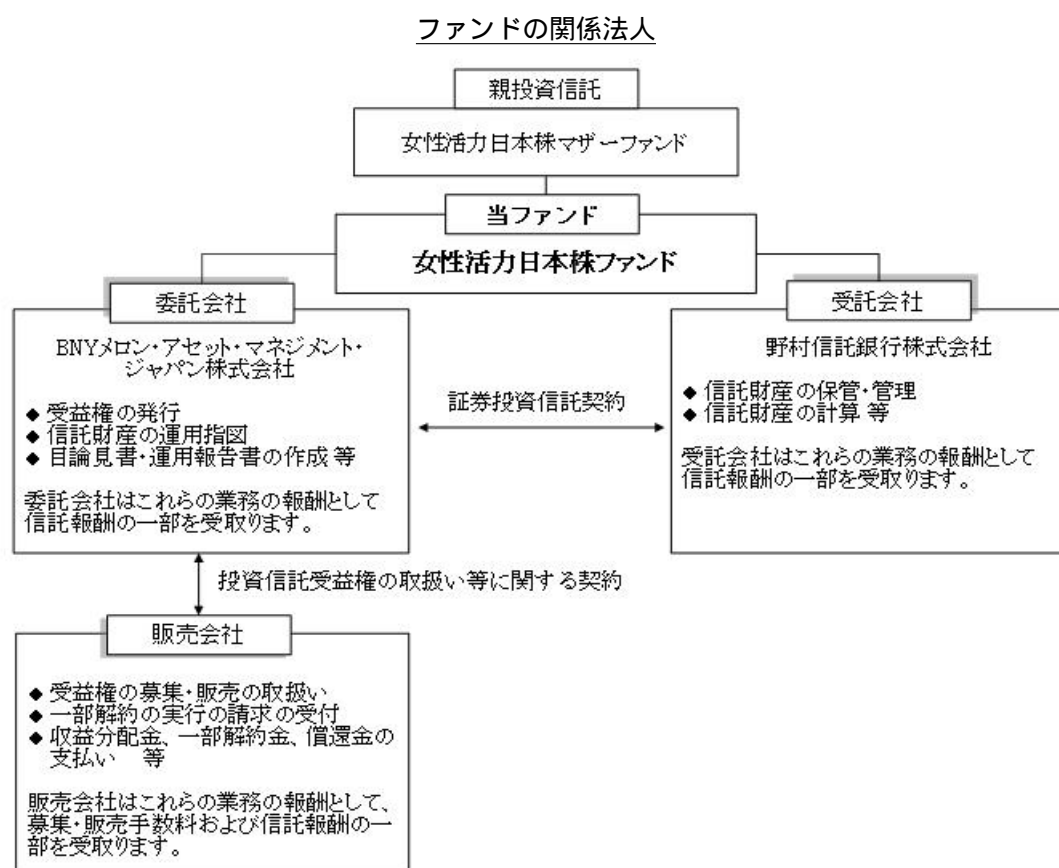 ファンドの関係法人
親投資信託
女性活力日本株マザーファンド
当ファンド
女性活力日本株ファンド
委託会社
BNYメロン・アセット・マネジメント・
ジャパン株式会社
◆ 受益権の発行
◆ 信託財産の運用指図
◆ 目論見書・運用報告書の作成 等
委託会社はこれらの業務の報酬として
信託報酬の一部を受取ります。
証券投資信託契約
受託会社
野村信託銀行株式会社
◆ 信託財産の保管・管理
◆ 信託財産の計算 等
受託会社はこれらの業務の報酬として
信託報酬の一部を受取ります。
投資信託受益権の取扱い等に関する契約
販売会社
◆ 受益権の募集・販売の取扱い
◆ 一部解約の実行の請求の受付
◆ 収益分配金、一部解約金、償還金の
支払い 等
販売会社はこれらの業務の報酬として、
募集・販売手数料および信託報酬の一
部を受取ります。